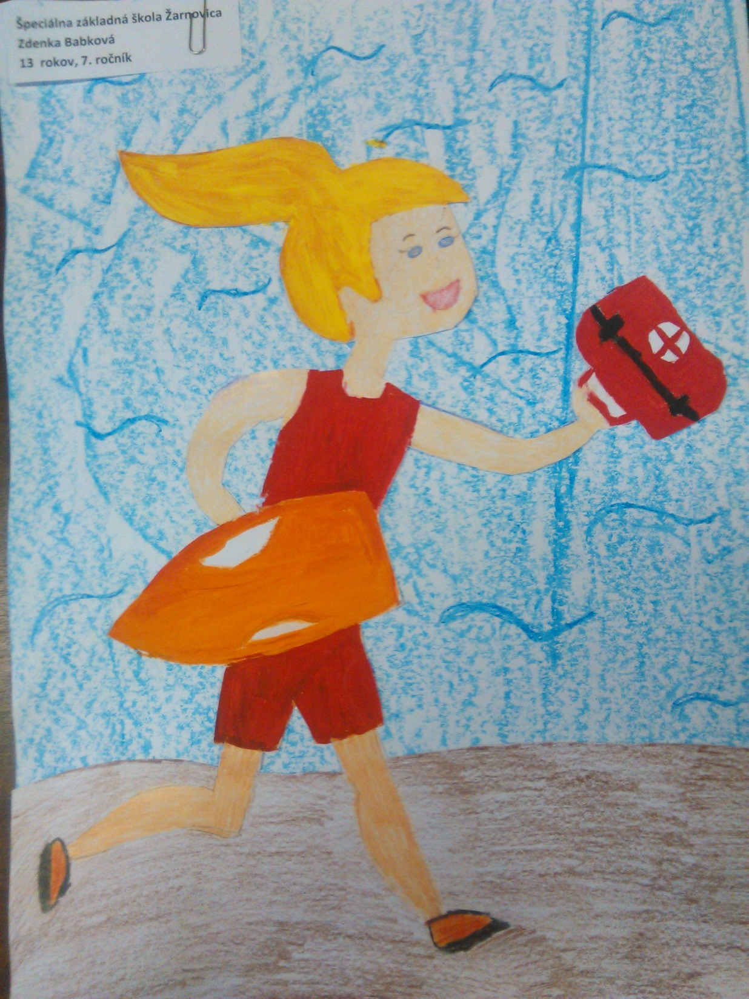 Špeciálna základná škola Žarnovica
Zdenka Babková
13 rokov, 7. ročník